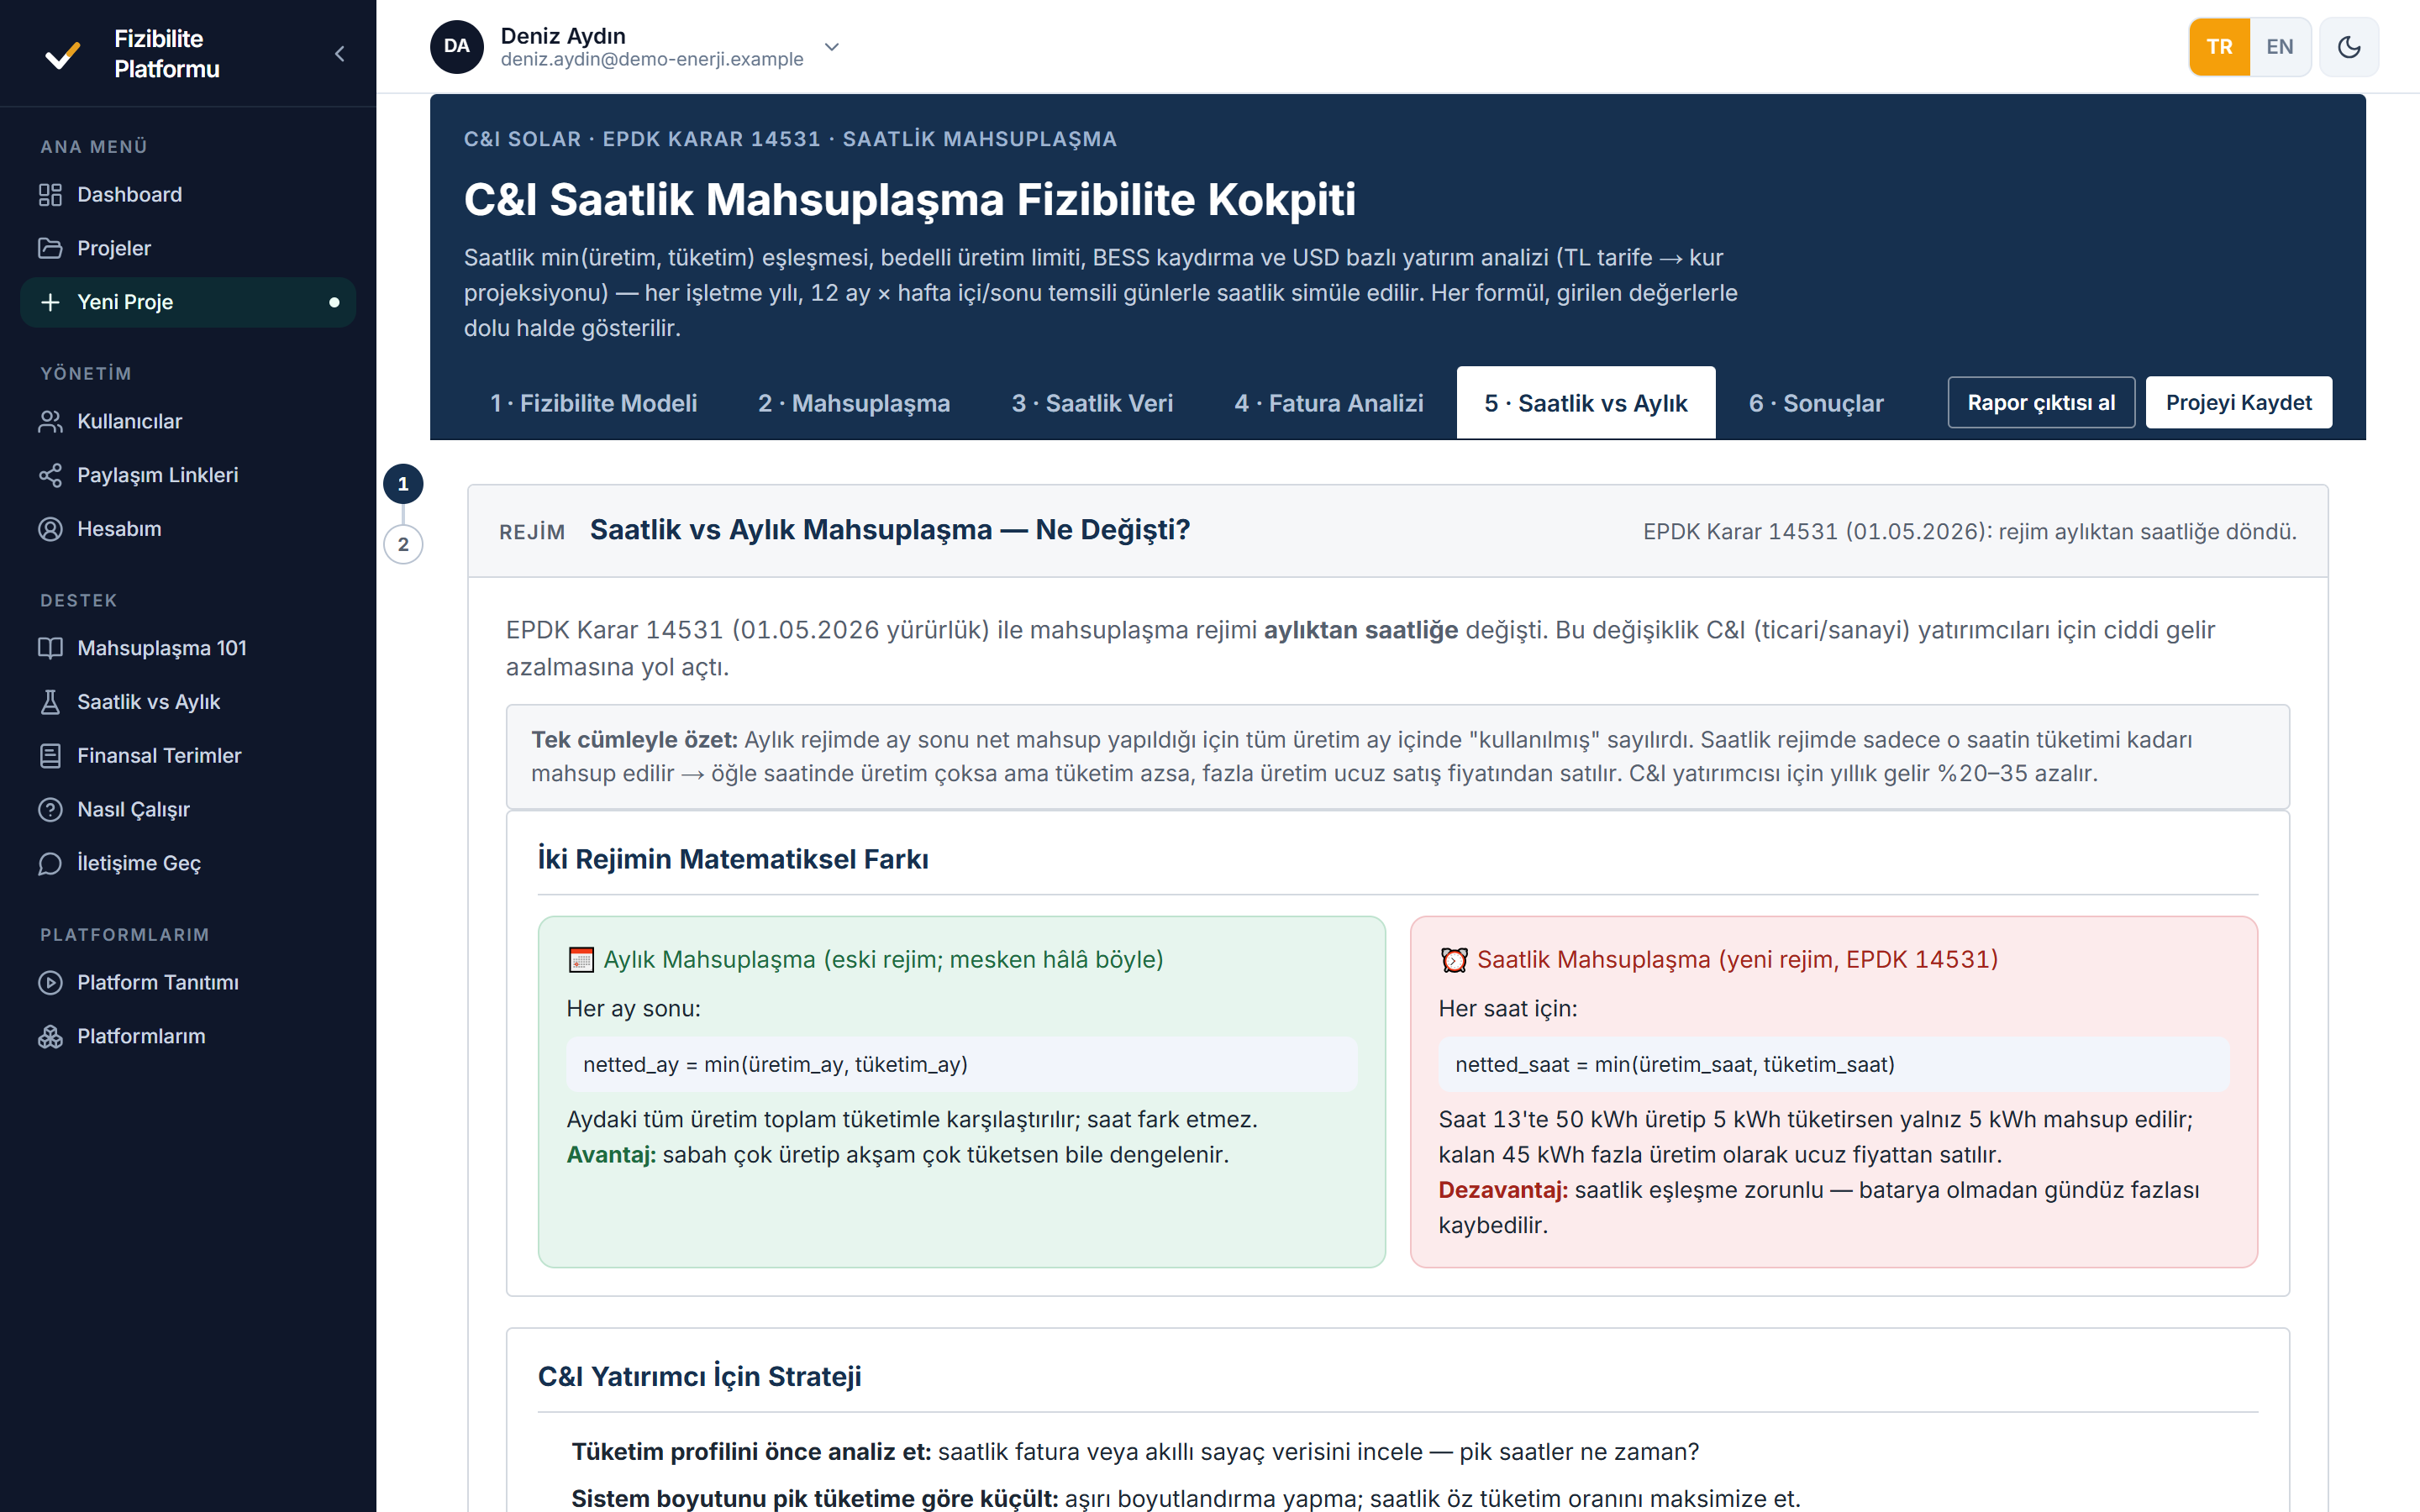 Fizibilite
Platformu
ANA MENÜ
Dashboard
Projeler
Yeni Proje
YÖNETİM
Kullanıcılar
Paylaşım Linkleri
Hesabım
DESTEK
Mahsuplaşma 101
Saatlik vs Aylık
Finansal Terimler
Nasıl Çalışır
İletişime Geç
PLATFORMLARIM
Platform Tanıtımı
Platformlarım
DA
Deniz Aydın
deniz.aydin@demo-enerji.example
TR
EN
C&I SOLAR · EPDK KARAR 14531 · SAATLİK MAHSUPLAŞMA
C&I Saatlik Mahsuplaşma Fizibilite Kokpiti
Saatlik min(üretim, tüketim) eşleşmesi, bedelli üretim limiti, BESS kaydırma ve USD bazlı yatırım analizi (TL tarife → kur
projeksiyonu) — her işletme yılı, 12 ay × hafta içi/sonu temsili günlerle saatlik simüle edilir. Her formül, girilen değerlerle
dolu halde gösterilir.
1 · Fizibilite Modeli
2 · Mahsuplaşma
3 · Saatlik Veri
4 · Fatura Analizi
5 · Saatlik vs Aylık
6 · Sonuçlar
Rapor çıktısı al
Projeyi Kaydet
1
2
REJİM
Saatlik vs Aylık Mahsuplaşma — Ne Değişti?
EPDK Karar 14531 (01.05.2026): rejim aylıktan saatliğe döndü.
EPDK Karar 14531 (01.05.2026 yürürlük) ile mahsuplaşma rejimi aylıktan saatliğe değişti. Bu değişiklik C&I (ticari/sanayi) yatırımcıları için ciddi gelir
azalmasına yol açtı.
Tek cümleyle özet: Aylık rejimde ay sonu net mahsup yapıldığı için tüm üretim ay içinde "kullanılmış" sayılırdı. Saatlik rejimde sadece o saatin tüketimi kadarı
mahsup edilir → öğle saatinde üretim çoksa ama tüketim azsa, fazla üretim ucuz satış fiyatından satılır. C&I yatırımcısı için yıllık gelir %20–35 azalır.
İki Rejimin Matematiksel Farkı
Aylık Mahsuplaşma (eski rejim; mesken hâlâ böyle)
Her ay sonu:
netted_ay = min(üretim_ay, tüketim_ay)
Aydaki tüm üretim toplam tüketimle karşılaştırılır; saat fark etmez.
Avantaj: sabah çok üretip akşam çok tüketsen bile dengelenir.
Saatlik Mahsuplaşma (yeni rejim, EPDK 14531)
Her saat için:
netted_saat = min(üretim_saat, tüketim_saat)
Saat 13'te 50 kWh üretip 5 kWh tüketirsen yalnız 5 kWh mahsup edilir;
kalan 45 kWh fazla üretim olarak ucuz fiyattan satılır.
Dezavantaj: saatlik eşleşme zorunlu — batarya olmadan gündüz fazlası
kaybedilir.
C&I Yatırımcı İçin Strateji
Tüketim profilini önce analiz et: saatlik fatura veya akıllı sayaç verisini incele — pik saatler ne zaman?
Sistem boyutunu pik tüketime göre küçült: aşırı boyutlandırma yapma; saatlik öz tüketim oranını maksimize et.